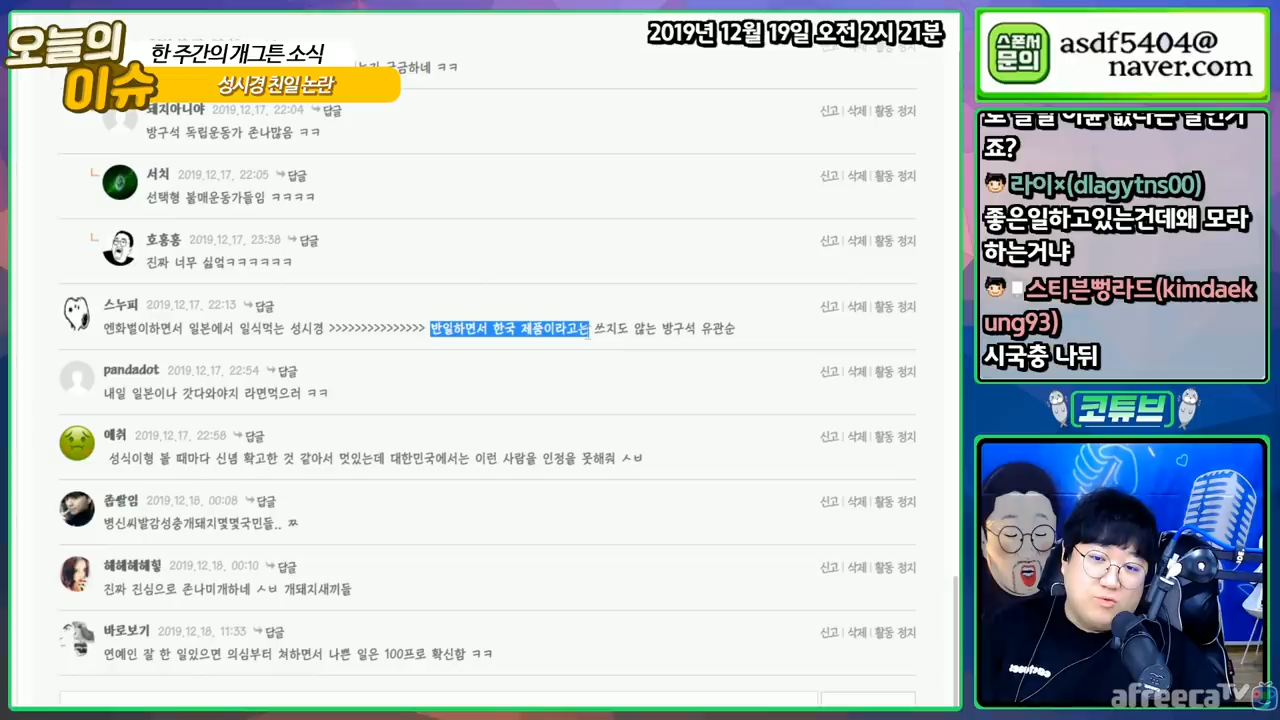 오늘의
이슈
한 주간의 개그튼 소식
성시경 친일 논란
2019년 12월 19일 오전 2시 21분
궁금하네 ㅋㅋ
돼지아니야 2019.12.17. 22:04 답글 신고 | 삭제 | 활동 정지
방구석 독립운동가 존나많음 ㅋㅋ
서치 2019.12.17. 22:05 답글 신고 | 삭제 | 활동 정지
선택형 불매운동가들임 ㅋㅋㅋㅋ
호홍홍 2019.12.17. 23:38 답글 신고 | 삭제 | 활동 정지
진짜 너무 싫엌ㅋㅋㅋㅋㅋㅋ
스누피 2019.12.17. 22:13 답글 신고 | 삭제 | 활동 정지
엔화벌이하면서 일본에서 일식먹는 성시경 >>>>>>>>>>>>>>> 반일하면서 한국 제품이라고는 쓰지도 않는 방구석 유관순
pandadot 2019.12.17. 22:54 답글 신고 | 삭제 | 활동 정지
내일 일본이나 갓다와야지 라면먹으러 ㅋㅋ
에취 2019.12.17. 22:58 답글 신고 | 삭제 | 활동 정지
성식이형 볼 때마다 신념 확고한 것 같아서 멋있는데 대한민국에서는 이런 사람을 인정을 못해줘 ㅅㅂ
좁쌀임 2019.12.18. 00:08 답글 신고 | 삭제 | 활동 정지
병신씨발감성충개돼지몇몇국민들.. ㅉ
헤헤헤헤헿 2019.12.18. 00:10 답글 신고 | 삭제 | 활동 정지
진짜 진심으로 존나미개하네 ㅅㅂ 개돼지새끼들
바로보기 2019.12.18. 11:33 답글 신고 | 삭제 | 활동 정지
연예인 잘 한 일있으면 의심부터 쳐하면서 나쁜 일은 100프로 확신함 ㅋㅋ
스폰서
문의
asdf5404@
naver.com
죠?
라이×(dlagytns00)
좋은일하고있는건데왜 모라
하는거냐
스티븐뻥라드(kimdaek
ung93)
시국충 나뒤
코튜브
afreecaTV